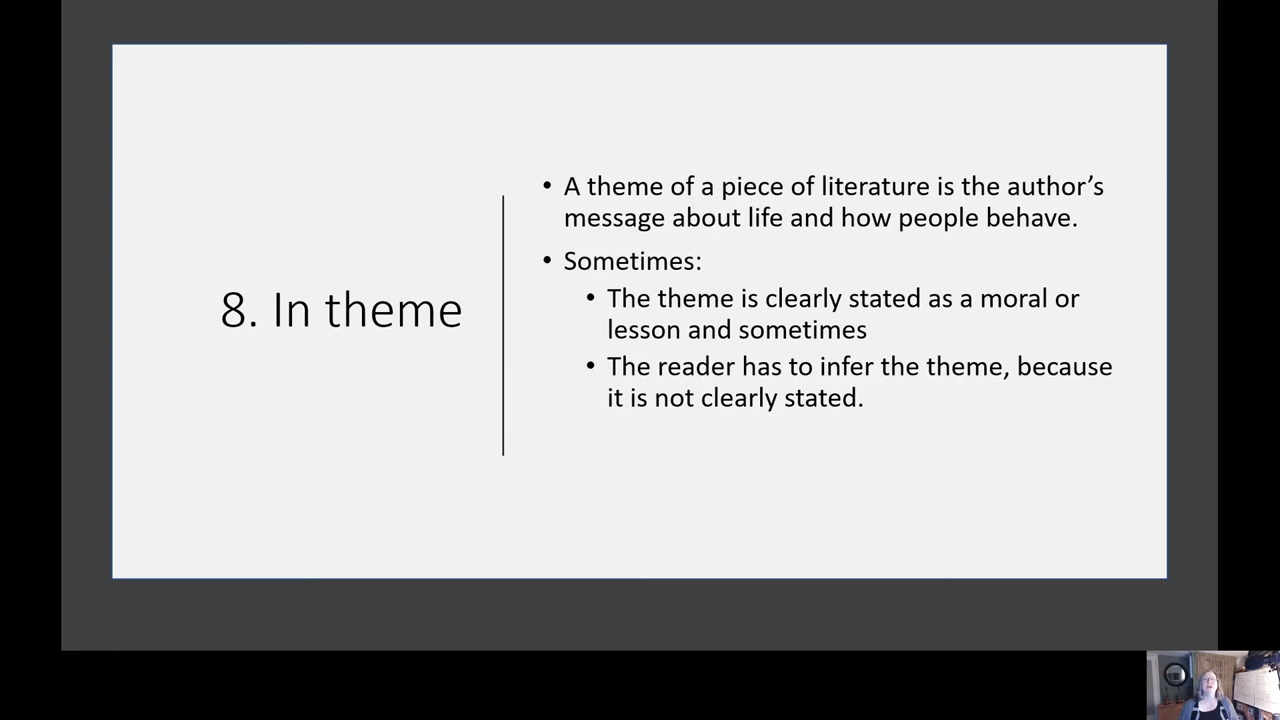 8. In theme
• A theme of a piece of literature is the author’s
message about life and how people behave.
• Sometimes:
• The theme is clearly stated as a moral or
lesson and sometimes
• The reader has to infer the theme, because
it is not clearly stated.